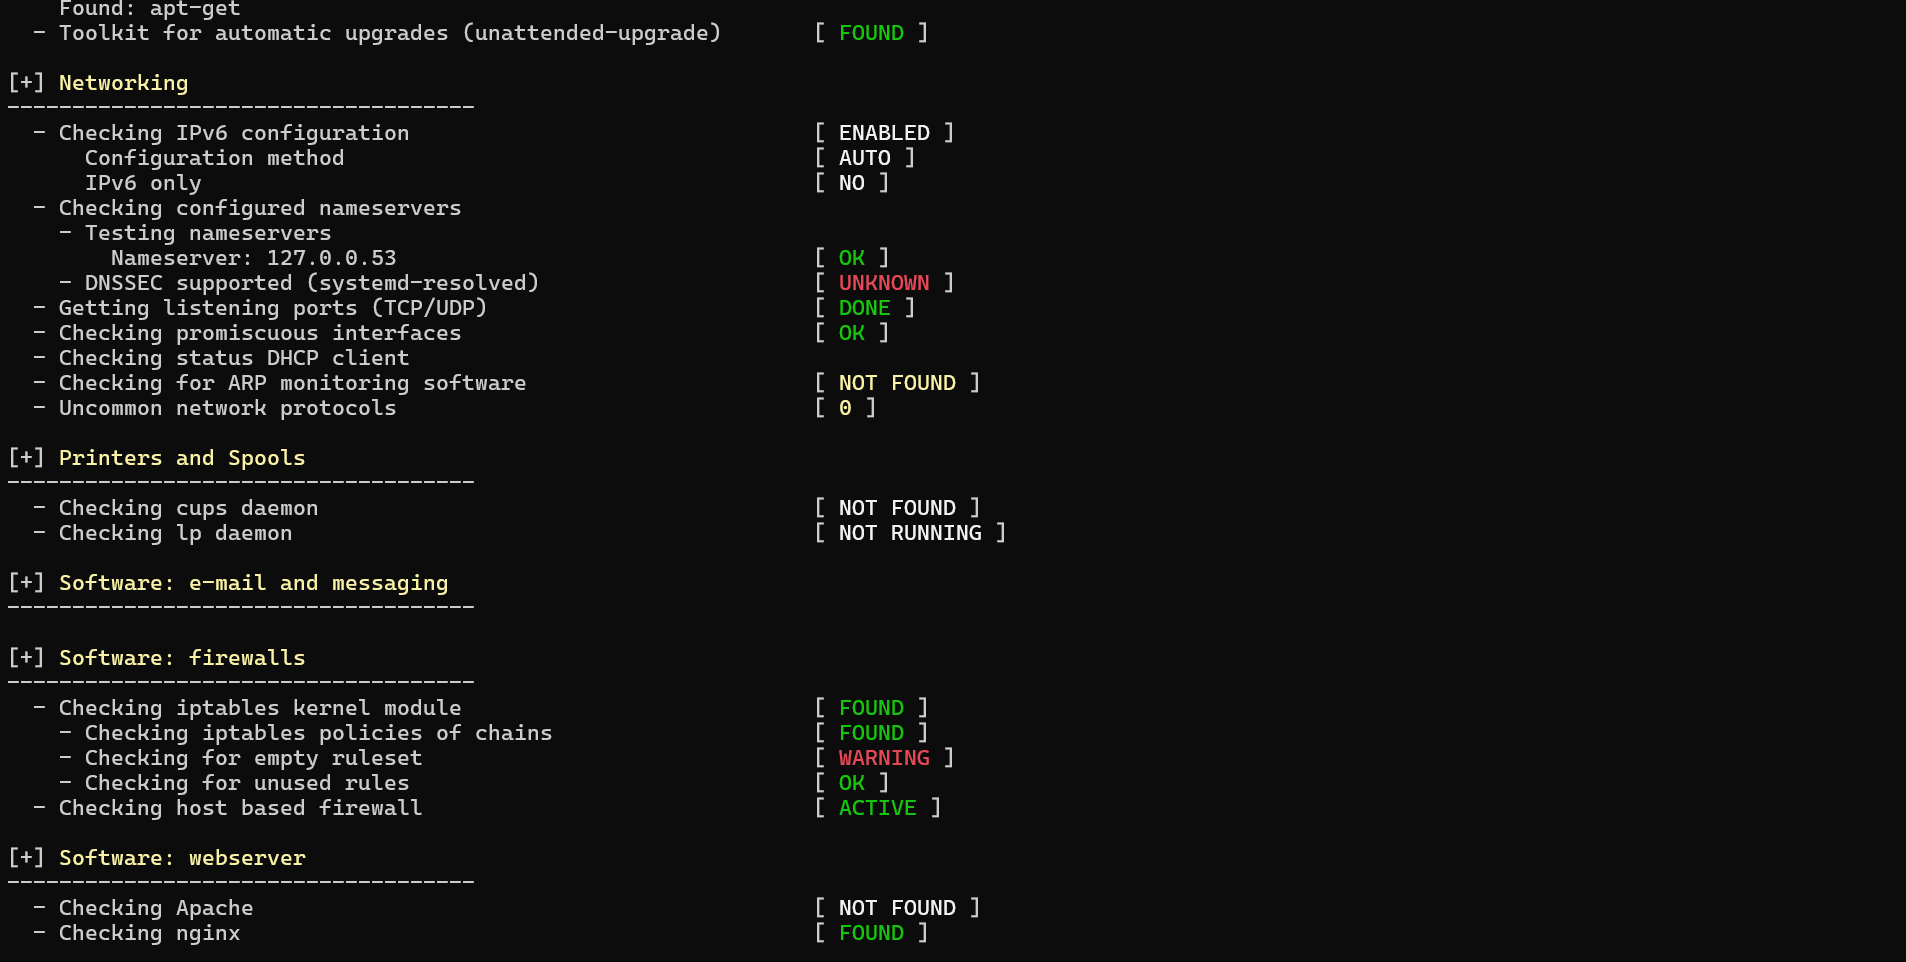 Found: apt-get
- Toolkit for automatic upgrades (unattended-upgrade) [ FOUND ]
[+] Networking
------------------------------------
- Checking IPv6 configuration [ ENABLED ]
Configuration method [ AUTO ]
IPv6 only [ NO ]
- Checking configured nameservers
- Testing nameservers
Nameserver: 127.0.0.53 [ OK ]
- DNSSEC supported (systemd-resolved) [ UNKNOWN ]
- Getting listening ports (TCP/UDP) [ DONE ]
- Checking promiscuous interfaces [ OK ]
- Checking status DHCP client
- Checking for ARP monitoring software [ NOT FOUND ]
- Uncommon network protocols [ 0 ]
[+] Printers and Spools
------------------------------------
- Checking cups daemon [ NOT FOUND ]
- Checking lp daemon [ NOT RUNNING ]
[+] Software: e-mail and messaging
------------------------------------
[+] Software: firewalls
------------------------------------
- Checking iptables kernel module [ FOUND ]
- Checking iptables policies of chains [ FOUND ]
- Checking for empty ruleset [ WARNING ]
- Checking for unused rules [ OK ]
- Checking host based firewall [ ACTIVE ]
[+] Software: webserver
------------------------------------
- Checking Apache [ NOT FOUND ]
- Checking nginx [ FOUND ]